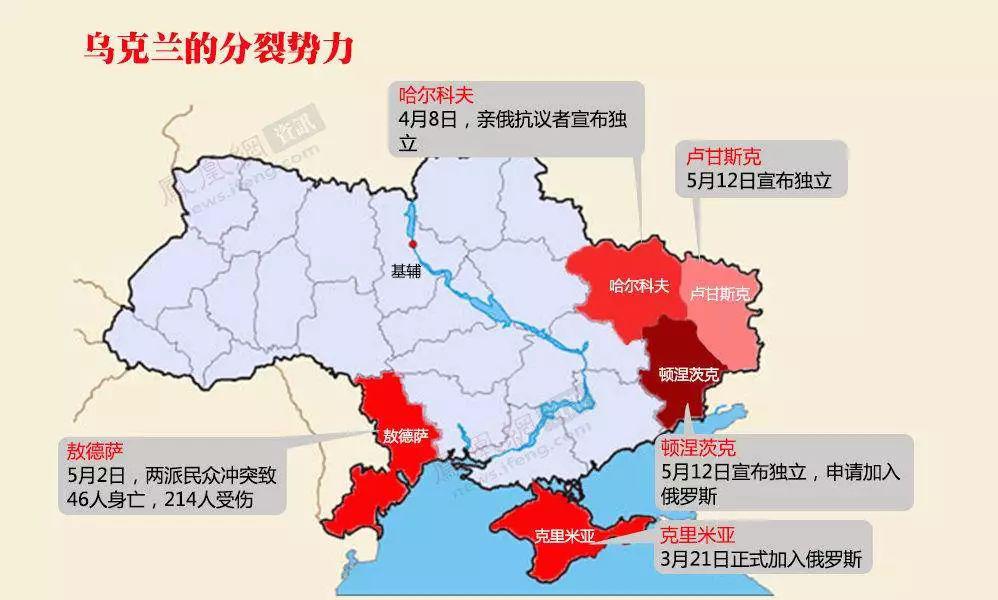 乌克兰的分裂势力
哈尔科夫
4月8日，亲俄抗议者宣布独
立
卢甘斯克
5月12日宣布独立
凤凰網資訊
news.ifeng.com
基辅
哈尔科夫
卢甘斯克
顿涅茨克
敖德萨
敖德萨
5月2日，两派民众冲突致
46人身亡，214人受伤
凤凰網資訊
news.ifeng.com
顿涅茨克
5月12日宣布独立，申请加入
俄罗斯
克里米亚
克里米亚
3月21日正式加入俄罗斯